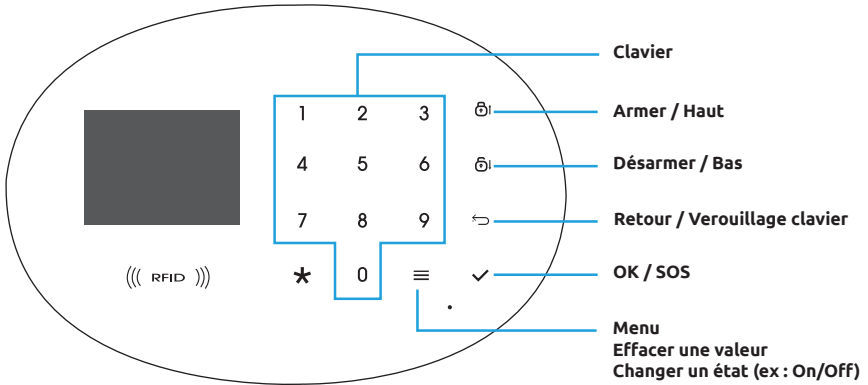 Clavier
1 2 3
Armer / Haut
4 5 6
Désarmer / Bas
7 8 9
Retour / Verouillage clavier
((( RFID )))
* 0
OK / SOS
Menu
Effacer une valeur
Changer un état (ex : On/Off)